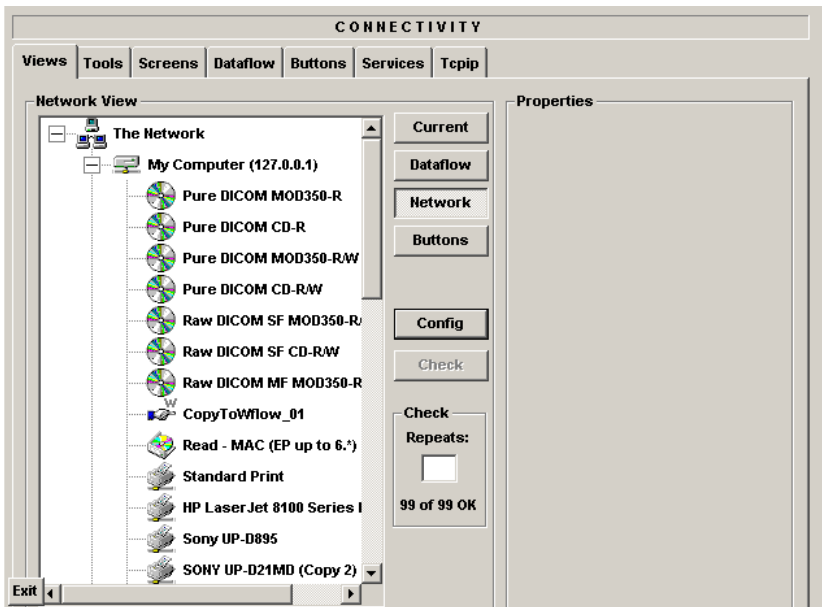 CONNECTIVITY
Views Tools Screens Dataflow Buttons Services Tcpip
Network View
The Network
My Computer (127.0.0.1)
Pure DICOM MOD350-R
Pure DICOM CD-R
Pure DICOM MOD350-R/W
Pure DICOM CD-R/W
Raw DICOM SF MOD350-R/
Raw DICOM SF CD-R/W
Raw DICOM MF MOD350-R
W
CopyToWflow_01
Read - MAC (EP up to 6.*)
Standard Print
HP LaserJet 8100 Series
Sony UP-D895
SONY UP-D21MD (Copy 2)
Exit
Current
Dataflow
Network
Buttons
Config
Check
Check
Repeats:
99 of 99 OK
Properties